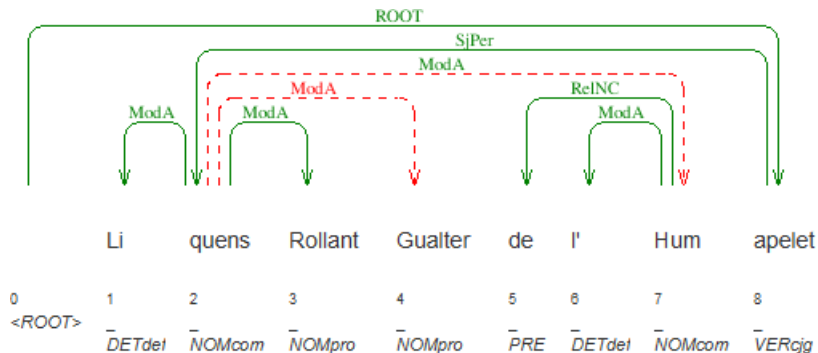 ROOT
SjPer
ModA
ModA RelNC
ModA ModA ModA
Li quens Rollant Gualter de l' Hum apelet
0 1 2 3 4 5 6 7 8
<ROOT> _ _ _ _ _ _ _ _
DETdef NOMcom NOMpro NOMpro PRE DETdef NOMcom VERcjg